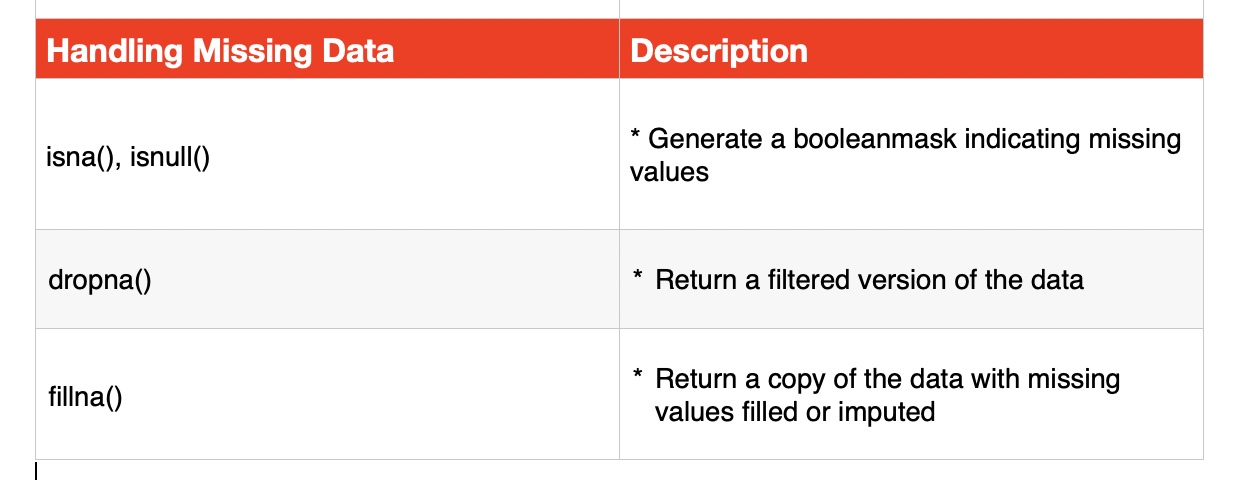 Handling Missing Data
Description
isna(), isnull()
* Generate a booleanmask indicating missing
values
dropna()
* Return a filtered version of the data
fillna()
* Return a copy of the data with missing
values filled or imputed